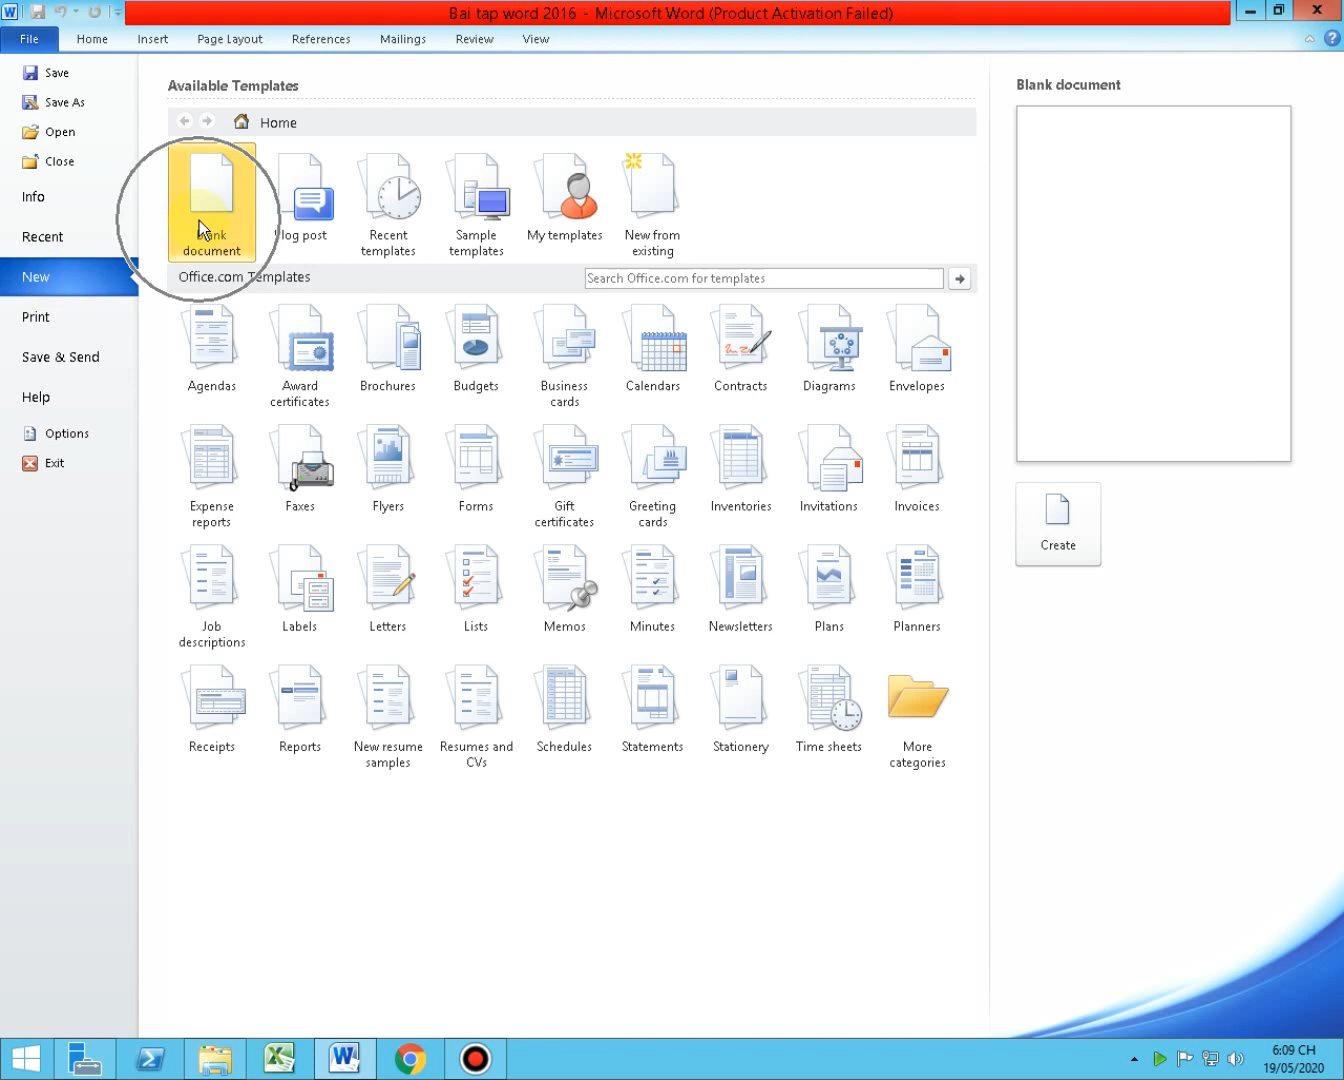 Bai tap word 2016 - Microsoft Word (Product Activation Failed)
File Home Insert Page Layout References Mailings Review View
Save
Save As
Open
Close
Info
Recent
New
Print
Save & Send
Help
Options
Exit
Available Templates
Home
Blank document
Blog post
Recent templates
Sample templates
My templates
New from existing
Office.com Templates
Search Office.com for templates
Agendas
Award certificates
Brochures
Budgets
Business cards
Calendars
Contracts
Diagrams
Envelopes
Expense reports
Faxes
Flyers
Forms
Gift certificates
Greeting cards
Inventories
Invitations
Invoices
Job descriptions
Labels
Letters
Lists
Memos
Minutes
Newsletters
Plans
Planners
Receipts
Reports
New resume samples
Resumes and CVs
Schedules
Statements
Stationery
Time sheets
More categories
Blank document
Create
6:09 CH
19/05/2020